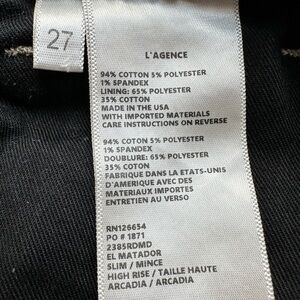 27
L'AGENCE
94% COTTON 5% POLYESTER
1% SPANDEX
LINING: 65% POLYESTER
35% COTTON
MADE IN THE USA
WITH IMPORTED MATERIALS
CARE INSTRUCTIONS ON REVERSE
94% COTTON 5% POLYESTER
1% SPANDEX
DOUBLURE: 65% POLYESTER
35% COTTON
FABRIQUE DANS LA ETATS-UNIS
D'AMERIQUE AVEC DES
MATERIAUX IMPORTES
ENTRETIEN AU VERSO
RN126654
PO # 1871
2385RDMD
EL MATADOR
SLIM / MINCE
HIGH RISE / TAILLE HAUTE
ARCADIA / ARCADIA